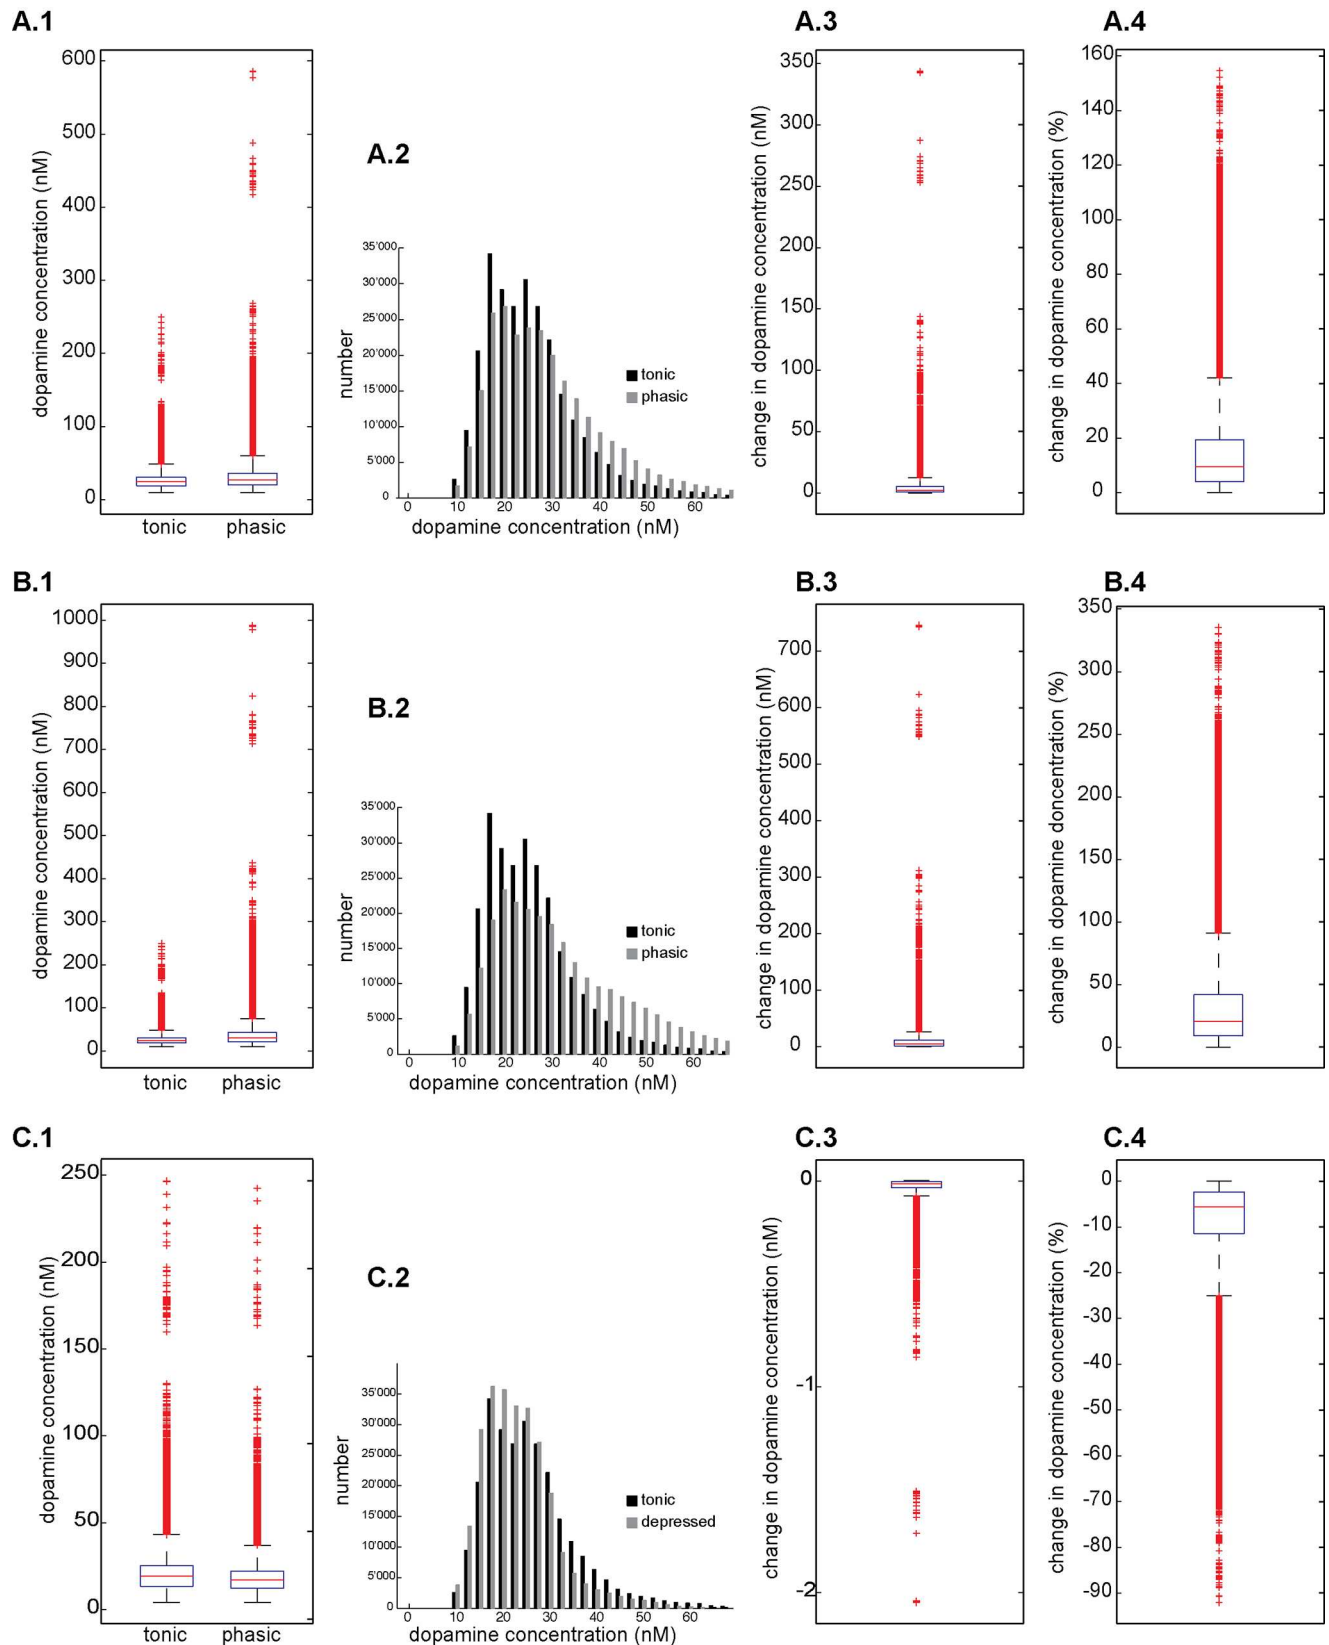 A.1
dopamine concentration (nM)
600
500
400
300
200
100
0
tonic phasic
A.2
number
35'000
30'000
25'000
20'000
15'000
10'000
5'000
0
tonic
phasic
0 10 20 30 40 50 60
dopamine concentration (nM)
A.3
change in dopamine concentration (nM)
350
300
250
200
150
100
50
0
A.4
change in dopamine concentration (%)
160
140
120
100
80
60
40
20
0
B.1
dopamine concentration (nM)
1000
900
800
700
600
500
400
300
200
100
0
tonic phasic
B.2
number
35'000
30'000
25'000
20'000
15'000
10'000
5'000
0
tonic
phasic
0 10 20 30 40 50 60
dopamine concentration (nM)
B.3
change in dopamine concentration (nM)
700
600
500
400
300
200
100
0
B.4
change in dopamine doncentration (%)
350
300
250
200
150
100
50
0
C.1
dopamine concentration (nM)
250
200
150
100
50
0
tonic phasic
C.2
number
35'000
30'000
25'000
20'000
15'000
10'000
5'000
0
tonic
depressed
0 10 20 30 40 50 60
dopamine concentration (nM)
C.3
change in dopamine concentration (nM)
0
-1
-2
C.4
change in dopamine concentration (%)
0
-10
-20
-30
-40
-50
-60
-70
-80
-90